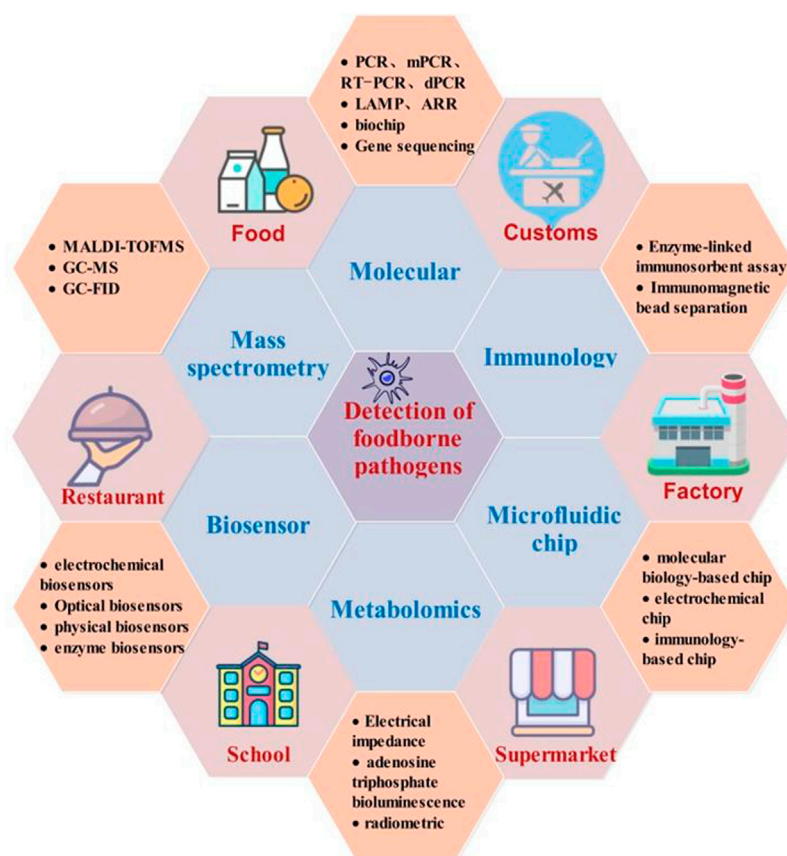 • PCR、mPCR、
RT-PCR、dPCR
• LAMP、ARR
• biochip
• Gene sequencing
Food
Customs
• MALDI-TOFMS
• GC-MS
• GC-FID
Molecular
• Enzyme-linked
immunosorbent assay
• Immunomagnetic
bead separation
Mass
spectrometry
Immunology
Detection of
foodborne
pathogens
Restaurant
Factory
Biosensor
Microfluidic
chip
• electrochemical
biosensors
• Optical biosensors
• physical biosensors
• enzyme biosensors
Metabolomics
• molecular
biology-based chip
• electrochemical
chip
• immunology-
based chip
School
• Electrical
impedance
• adenosine
triphosphate
bioluminescence
• radiometric
Supermarket